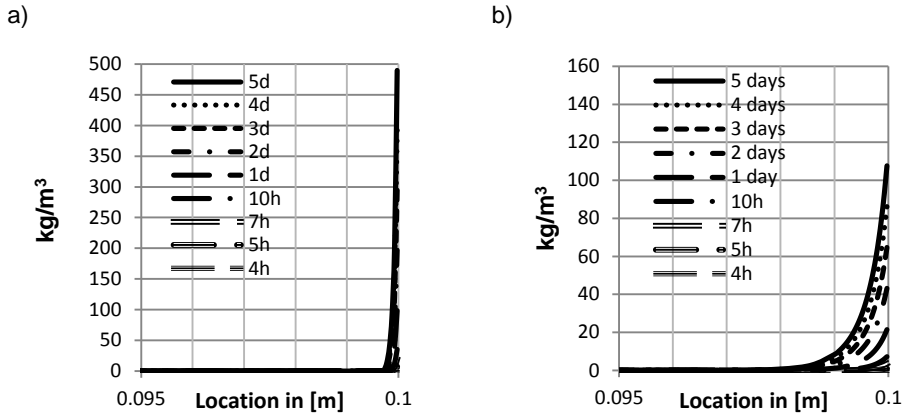 a)
500
450
400
350
300
250
200
150
100
50
0
kg/m³
5d
4d
3d
2d
1d
10h
7h
5h
4h
0.095
Location in [m]
0.1
b)
160
140
120
100
80
60
40
20
0
kg/m³
5 days
4 days
3 days
2 days
1 day
10h
7h
5h
4h
0.095
Location in [m]
0.1